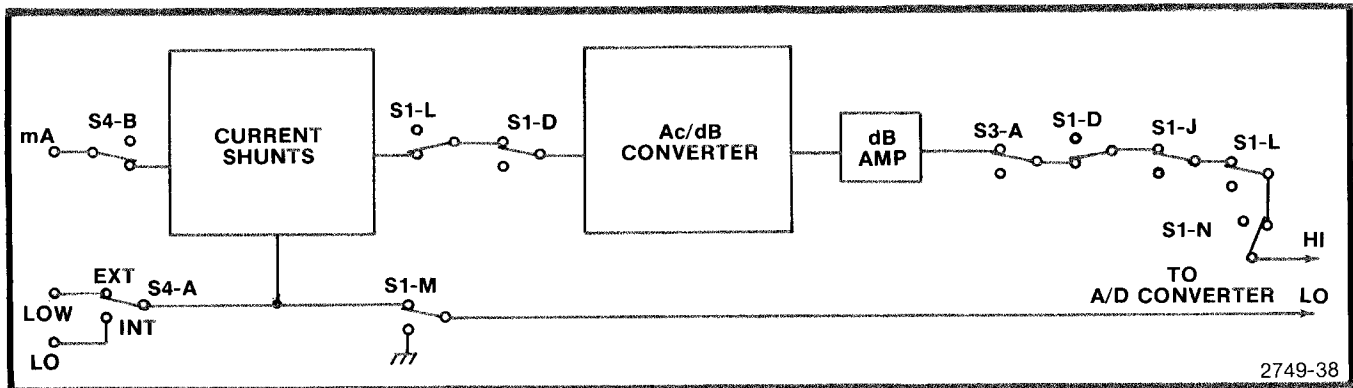 mA
S4-B
CURRENT
SHUNTS
S1-L
S1-D
Ac/dB
CONVERTER
dB
AMP
S3-A
S1-D
S1-J
S1-L
S1-N
HI
TO
A/D CONVERTER LO
EXT
S4-A
LOW
INT
LO
S1-M
2749-38